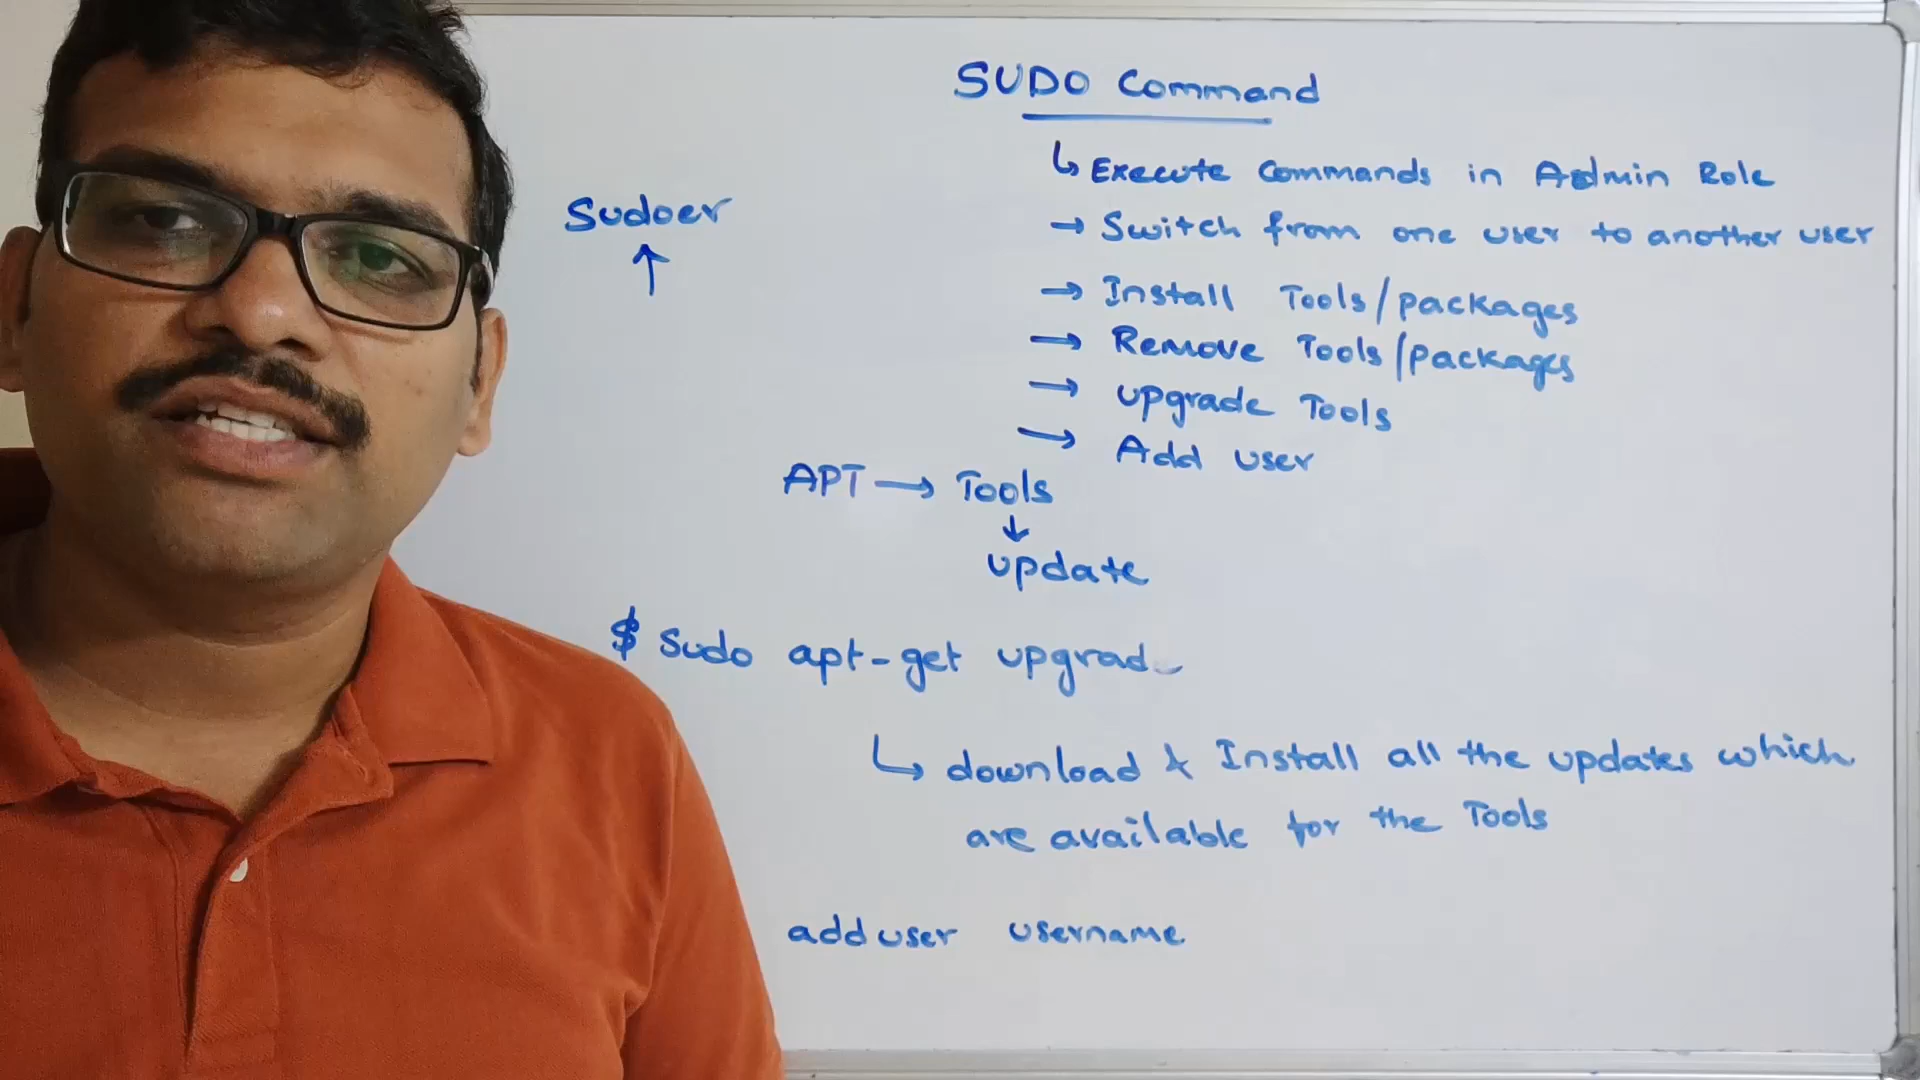 SUDO Command
↳ Execute Commands in Admin Role
Sudoer
↑
→ Switch from one user to another user
→ Install Tools/packages
→ Remove Tools/packages
→ upgrade Tools
→ Add user
APT → Tools
↓
update
$ Sudo apt-get upgrade
↳ download & Install all the updates which
are available for the Tools
adduser username